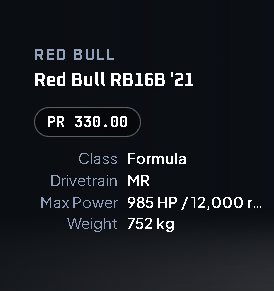 RED BULL
Red Bull RB16B '21
PR 330.00
Class Formula
Drivetrain MR
Max Power 985 HP / 12,000 r...
Weight 752 kg